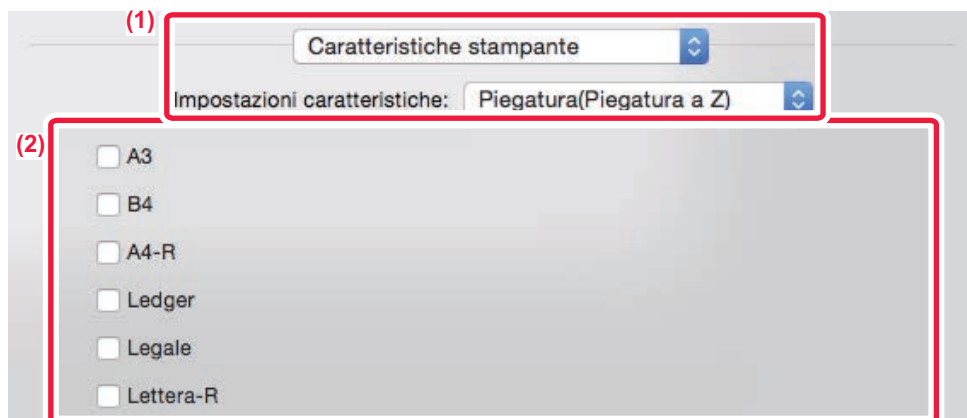 (1)
Caratteristiche stampante
Impostazioni caratteristiche: Piegatura(Piegatura a Z)
(2)
A3
B4
A4-R
Ledger
Legale
Lettera-R